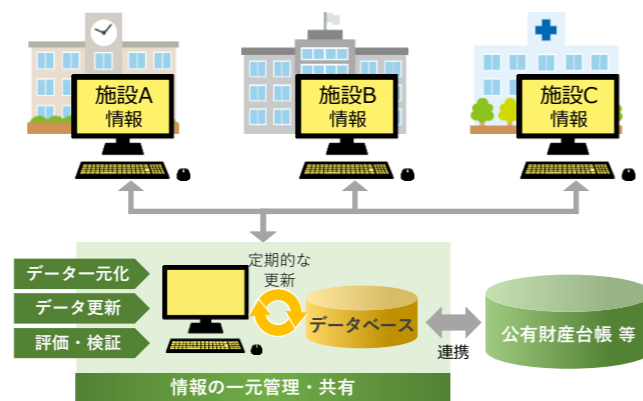 施設A
情報
施設B
情報
施設C
情報
定期的な
更新
データ一元化
データ更新
評価・検証
データベース
連携
公有財産台帳 等
情報の一元管理・共有